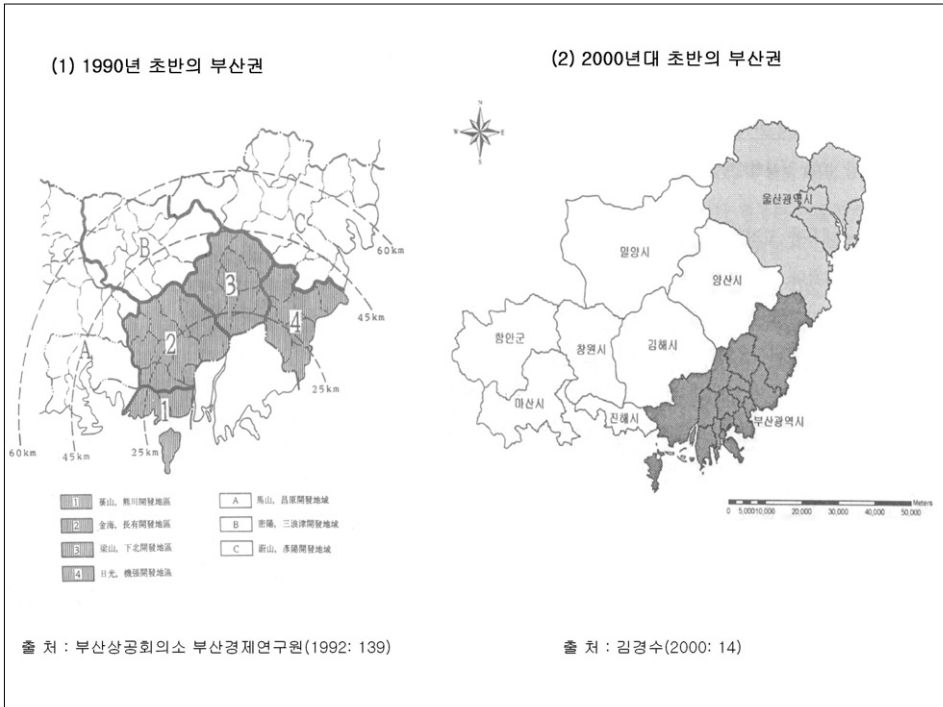 (1) 1990년 초반의 부산권
(2) 2000년대 초반의 부산권
N
W
E
S
B
C
3
4
2
A
1
60km
45km
25km
60km
45km
25km
울산광역시
밀양시
양산시
함안군
창원시
김해시
마산시
진해시
부산광역시
Meters
0 5,00010,000 20,000 30,000 40,000 50,000
1 菉山, 熊川開發地區
2 金海, 長有開發地區
3 梁山, 下北開發地區
4 日光, 機張開發地區
A 馬山, 昌原開發地域
B 密陽, 三浪津開發地域
C 蔚山, 彦陽開發地域
출 처 : 부산상공회의소 부산경제연구원(1992: 139)
출 처 : 김경수(2000: 14)